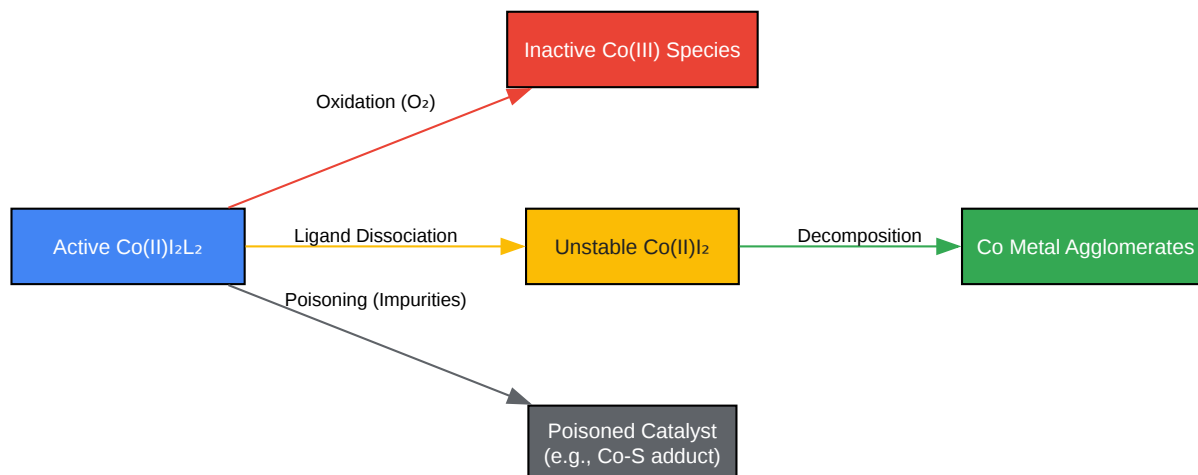 Inactive Co(III) Species
Oxidation (O₂)
Active Co(II)I₂L₂
Ligand Dissociation
Unstable Co(II)I₂
Decomposition
Co Metal Agglomerates
Poisoning (Impurities)
Poisoned Catalyst
(e.g., Co-S adduct)